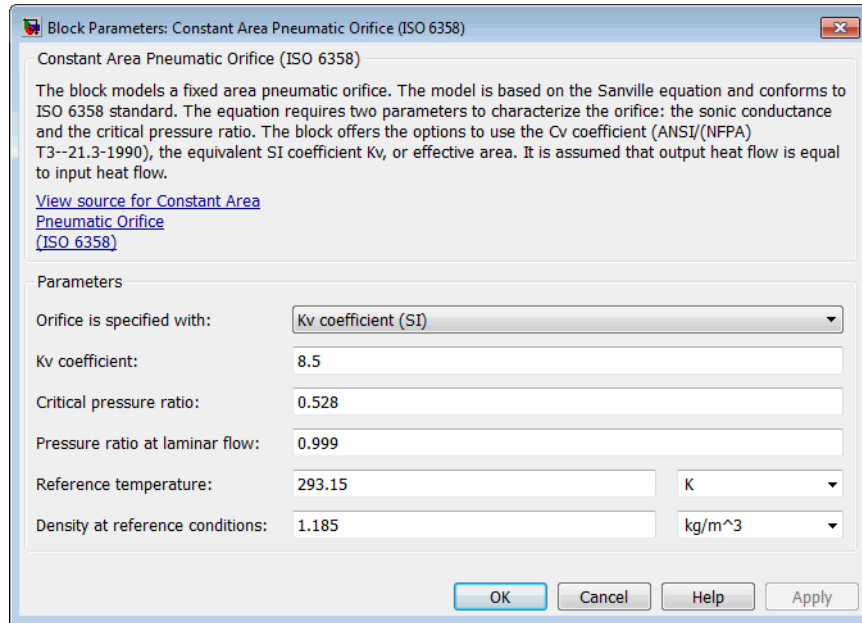 Block Parameters: Constant Area Pneumatic Orifice (ISO 6358)
Constant Area Pneumatic Orifice (ISO 6358)
The block models a fixed area pneumatic orifice. The model is based on the Sanville equation and conforms to
ISO 6358 standard. The equation requires two parameters to characterize the orifice: the sonic conductance
and the critical pressure ratio. The block offers the options to use the Cv coefficient (ANSI/(NFPA)
T3--21.3-1990), the equivalent SI coefficient Kv, or effective area. It is assumed that output heat flow is equal
to input heat flow.
View source for Constant Area
Pneumatic Orifice
(ISO 6358)
Parameters
Orifice is specified with: Kv coefficient (SI)
Kv coefficient: 8.5
Critical pressure ratio: 0.528
Pressure ratio at laminar flow: 0.999
Reference temperature: 293.15 K
Density at reference conditions: 1.185 kg/m^3
OK Cancel Help Apply